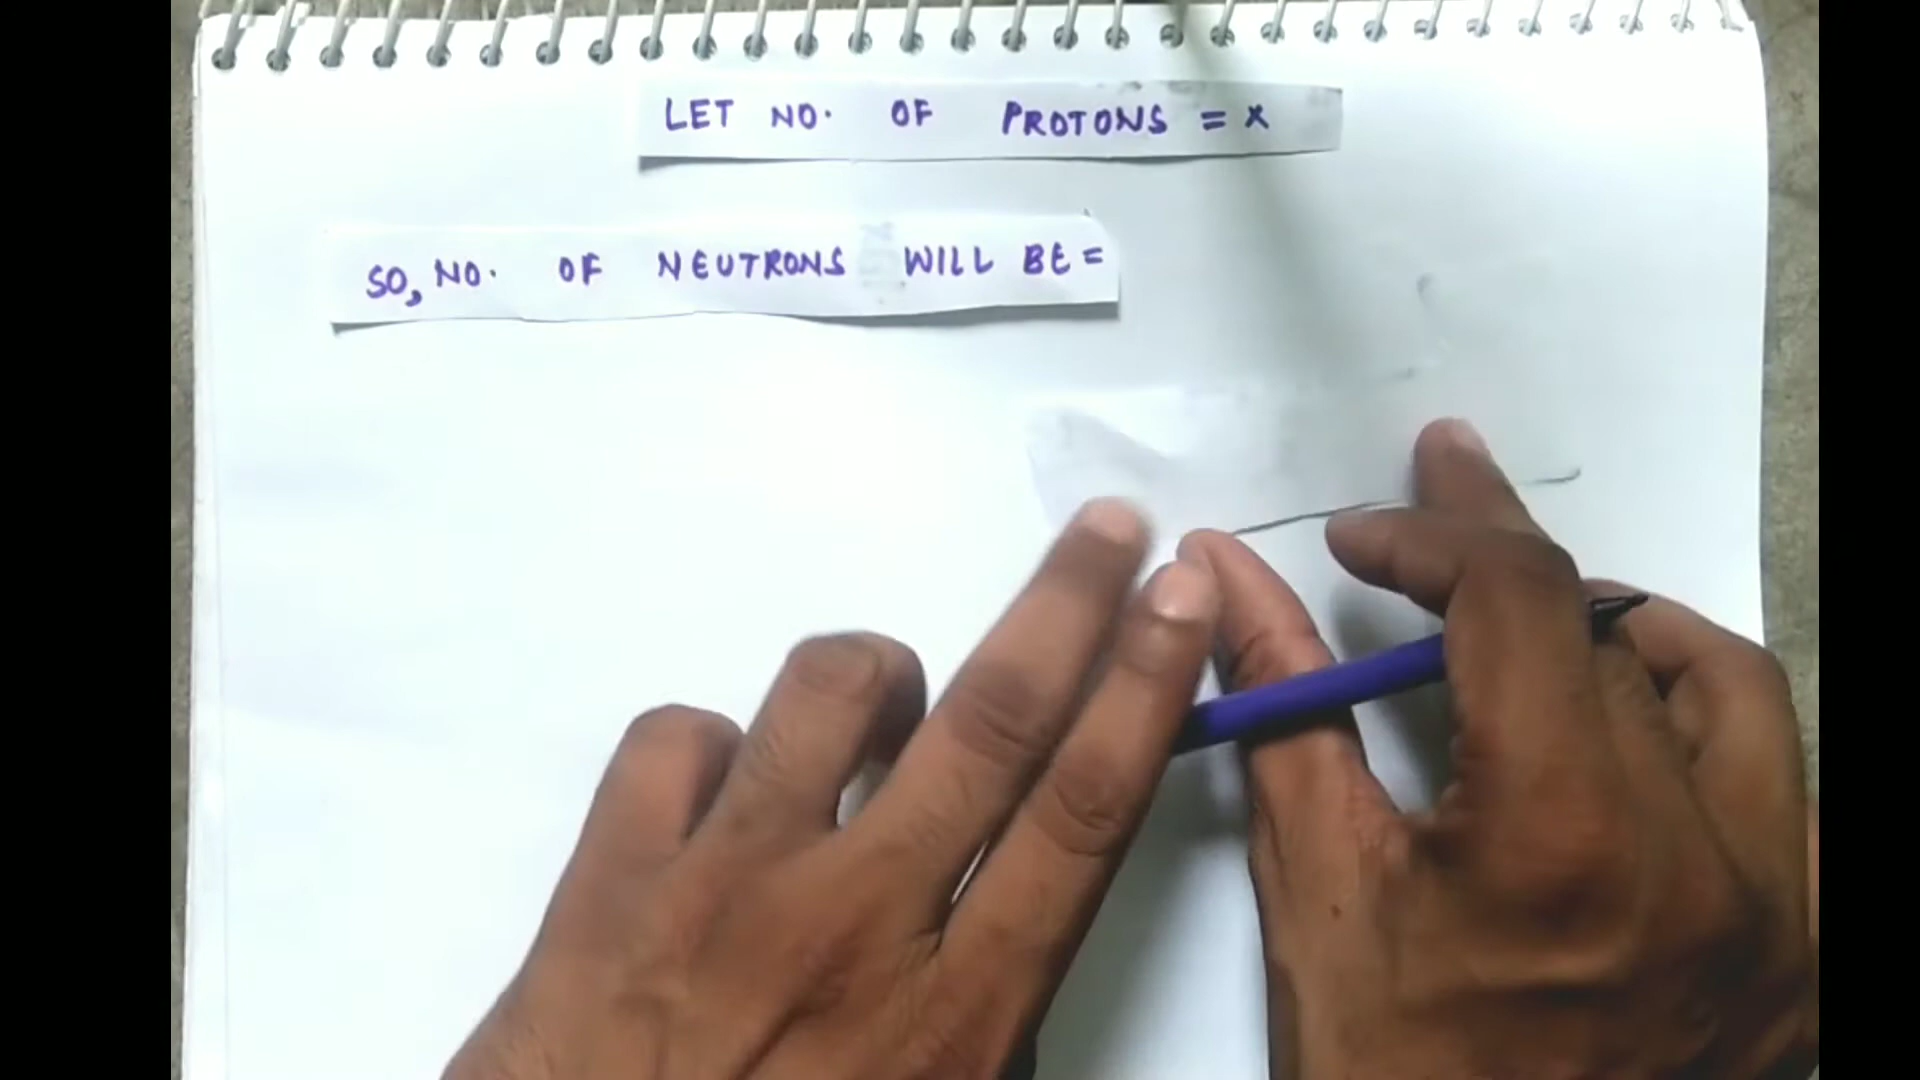 LET NO. OF PROTONS = x
SO, NO. OF NEUTRONS WILL BE =